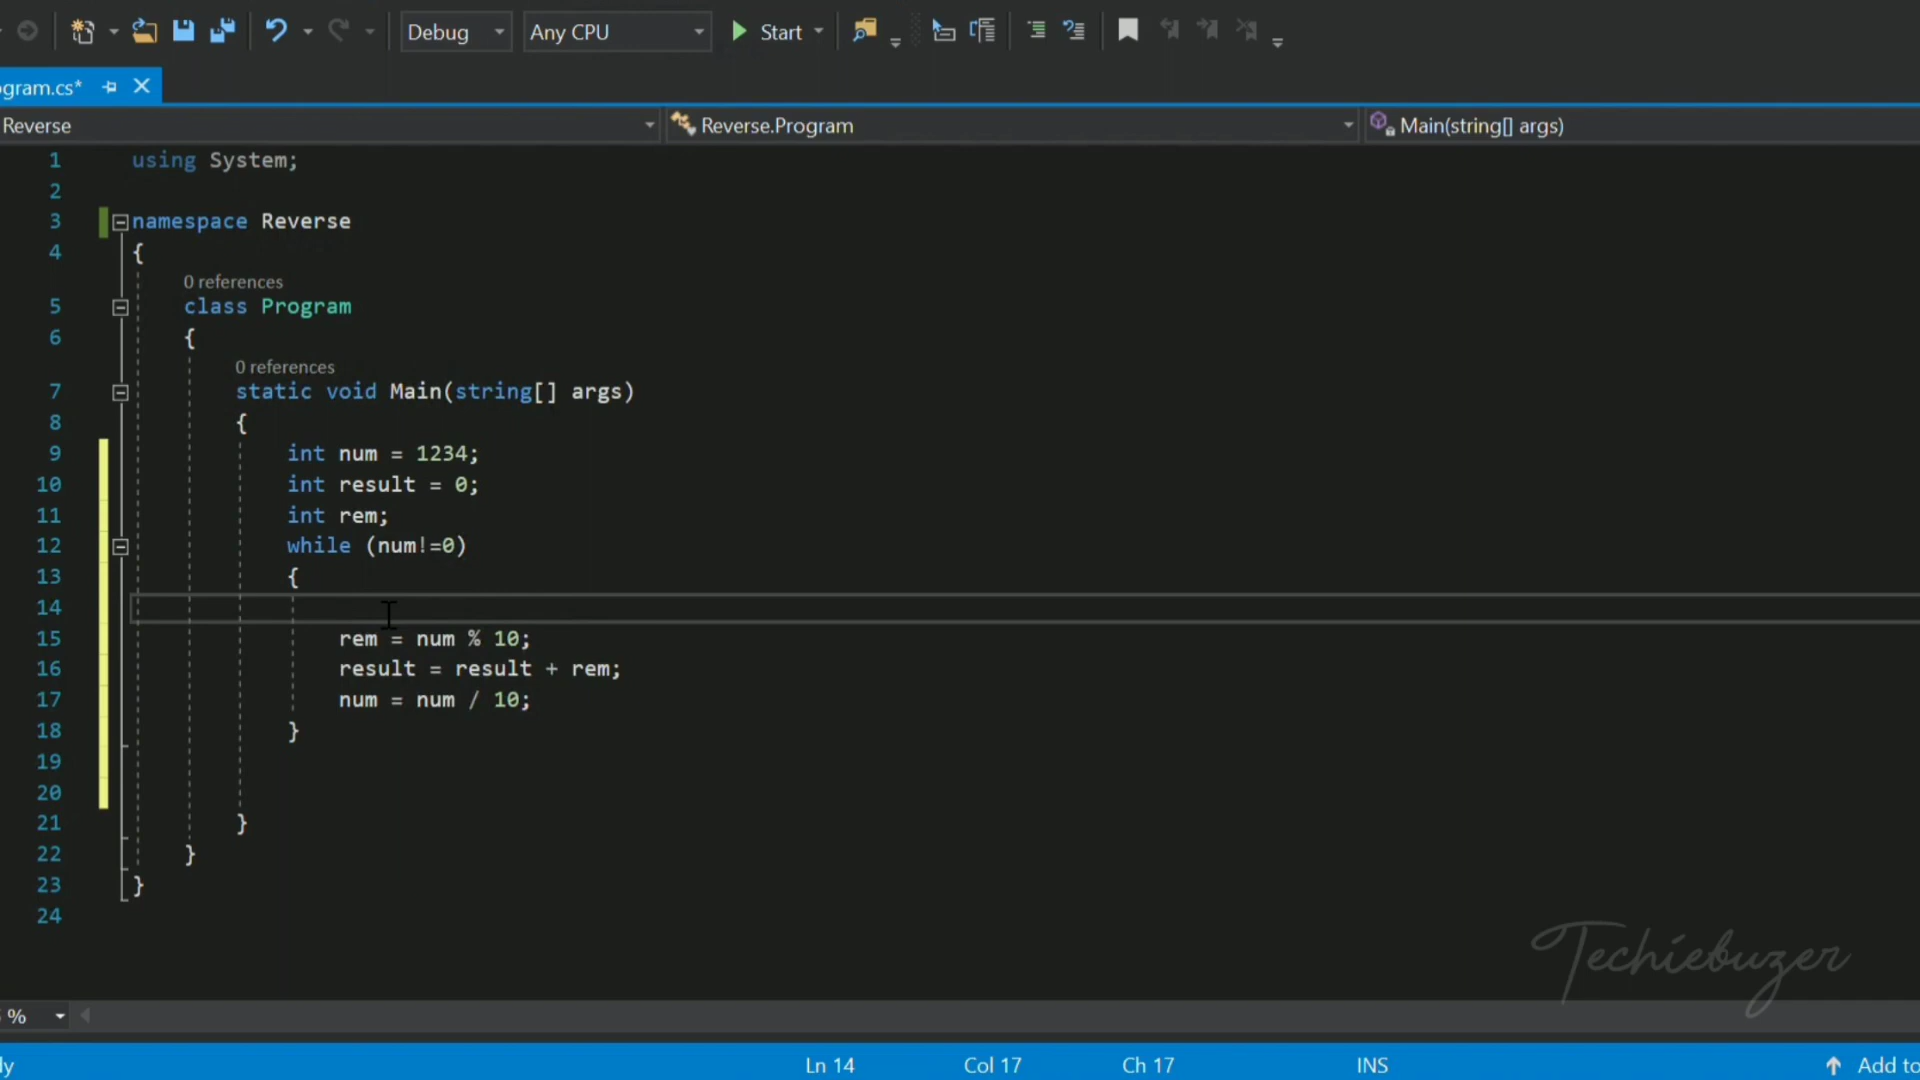 Debug Any CPU Start
gram.cs*
Reverse Reverse.Program Main(string[] args)
1 using System;
2
3 namespace Reverse
4 {
0 references
5 class Program
6 {
0 references
7 static void Main(string[] args)
8 {
9 int num = 1234;
10 int result = 0;
11 int rem;
12 while (num!=0)
13 {
14
15 rem = num % 10;
16 result = result + rem;
17 num = num / 10;
18 }
19
20
21 }
22 }
23 }
24
Techiebuzer
%
Ln 14 Col 17 Ch 17 INS Add to